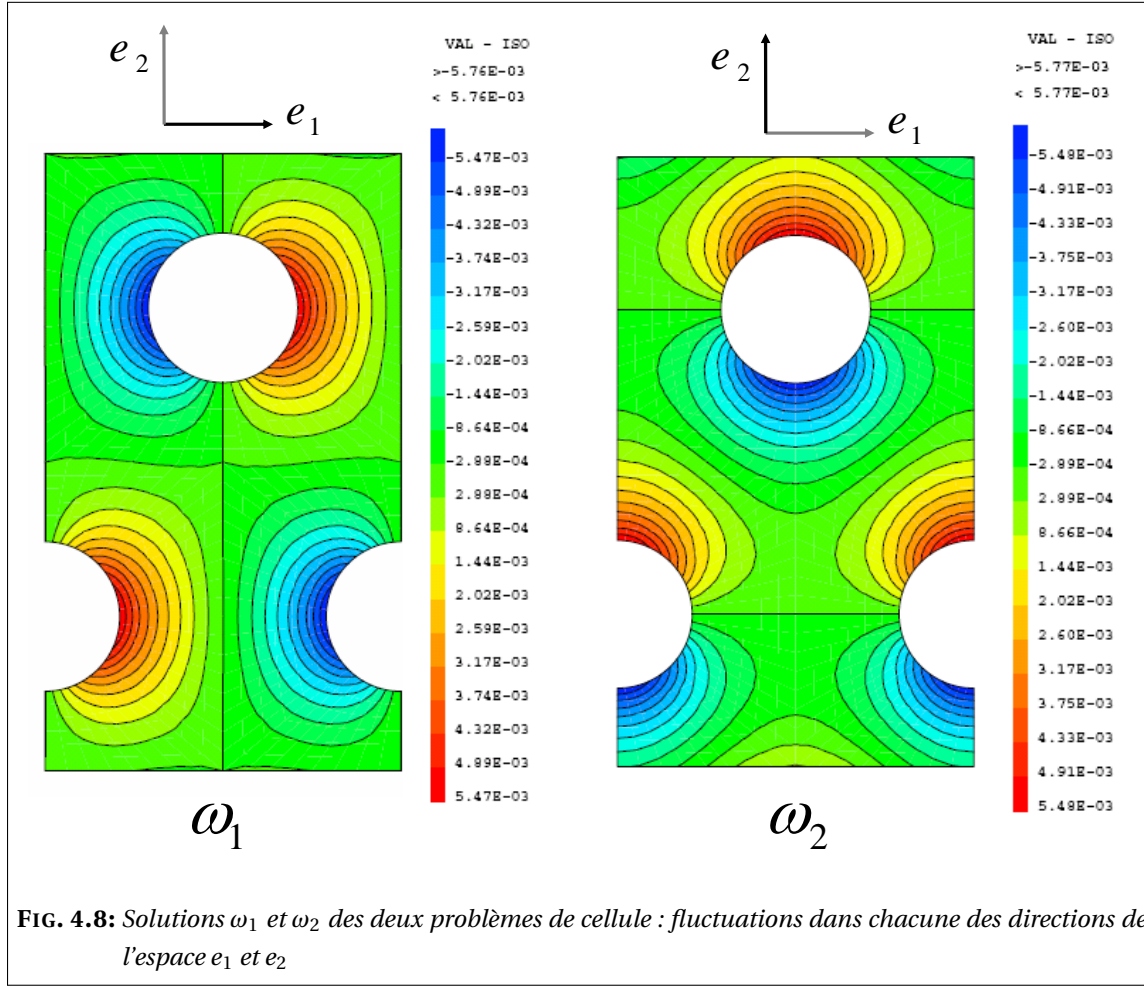 e2
e1
VAL - ISO
>-5.76E-03
< 5.76E-03
-5.47E-03
-4.89E-03
-4.32E-03
-3.74E-03
-3.17E-03
-2.59E-03
-2.02E-03
-1.44E-03
-8.64E-04
-2.88E-04
2.88E-04
8.64E-04
1.44E-03
2.02E-03
2.59E-03
3.17E-03
3.74E-03
4.32E-03
4.89E-03
5.47E-03
ω1
e2
e1
VAL - ISO
>-5.77E-03
< 5.77E-03
-5.48E-03
-4.91E-03
-4.33E-03
-3.75E-03
-3.17E-03
-2.60E-03
-2.02E-03
-1.44E-03
-8.66E-04
-2.89E-04
2.89E-04
8.66E-04
1.44E-03
2.02E-03
2.60E-03
3.17E-03
3.75E-03
4.33E-03
4.91E-03
5.48E-03
ω2
FIG. 4.8: Solutions ω1 et ω2 des deux problèmes de cellule : fluctuations dans chacune des directions de
l'espace e1 et e2